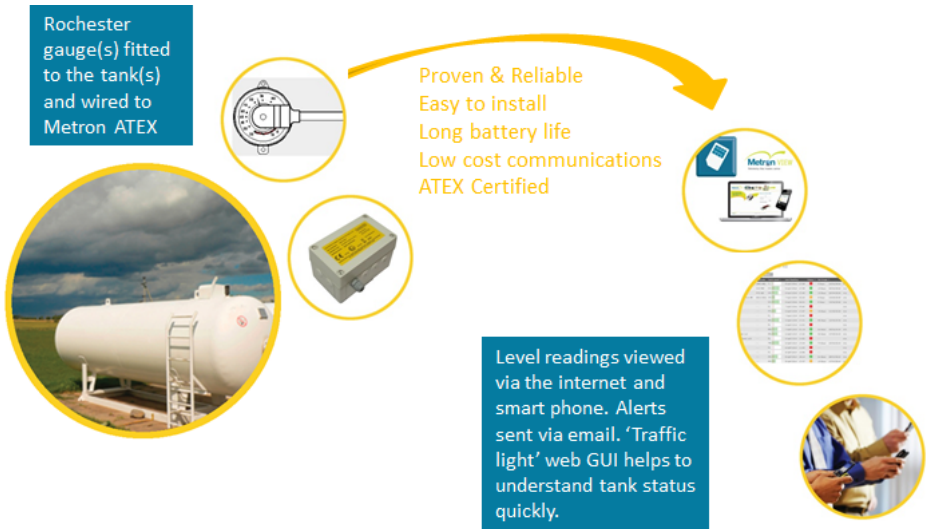 Rochester
gauge(s) fitted
to the tank(s)
and wired to
Metron ATEX
Proven & Reliable
Easy to install
Long battery life
Low cost communications
ATEX Certified
Metron VIEW
Level readings viewed
via the internet and
smart phone. Alerts
sent via email. ‘Traffic
light’ web GUI helps to
understand tank status
quickly.